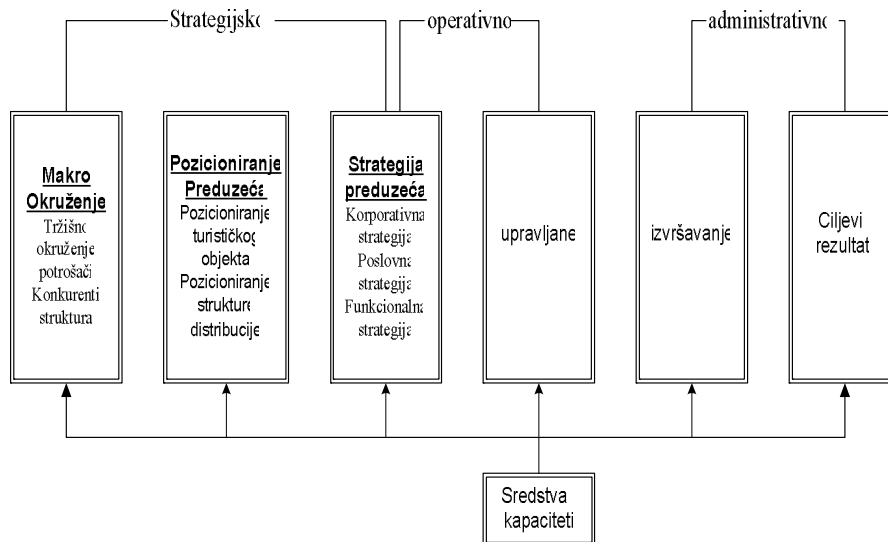 Strategijsko
operativno
administrativno
Makro
Okruženje
Tržišno
okruženje
potrošači
Konkurenti
struktura
Pozicioniranje
Preduzeća
Pozicioniranje
turističkog
objekta
Pozicioniranje
strukture
distribucije
Strategija
preduzeća
Korporativna
strategija
Poslovna
strategija
Funkcionalna
strategija
upravljane
izvršavanje
Ciljevi
rezultat
Sredstva
kapaciteti